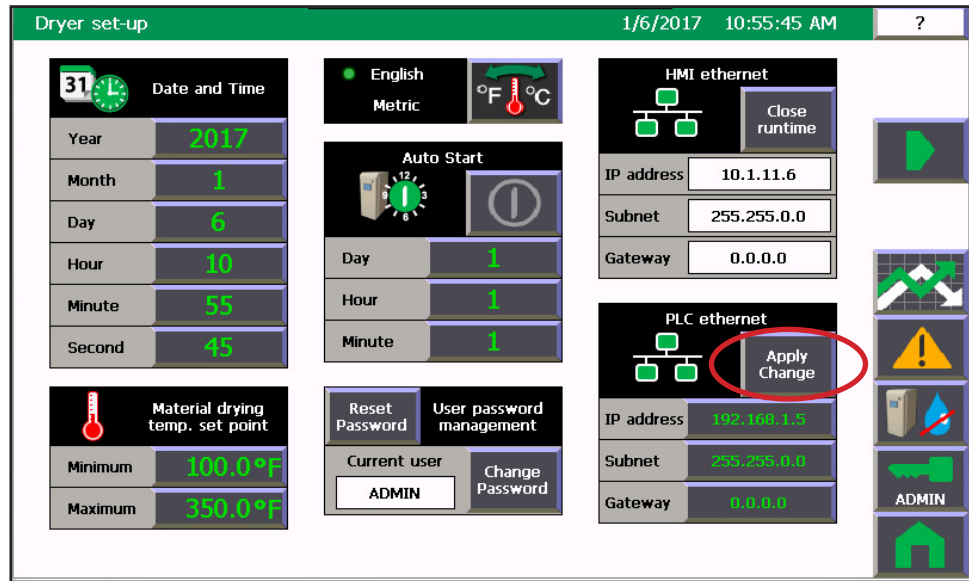 Dryer set-up
1/6/2017 10:55:45 AM
?
31
Date and Time
Year 2017
Month 1
Day 6
Hour 10
Minute 55
Second 45
Material drying
temp. set point
Minimum 100.0°F
Maximum 350.0°F
English
Metric
°F °C
Auto Start
12
9 3
6
Day 1
Hour 1
Minute 1
Reset
Password
User password
management
Current user
ADMIN
Change
Password
HMI ethernet
Close
runtime
IP address 10.1.11.6
Subnet 255.255.0.0
Gateway 0.0.0.0
PLC ethernet
Apply
Change
IP address 192.168.1.5
Subnet 255.255.0.0
Gateway 0.0.0.0
ADMIN